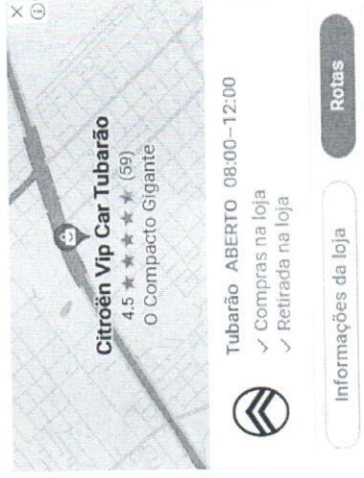 Citroën Vip Car Tubarão
4.5 ★★★★★ (59)
O Compacto Gigante
Tubarão ABERTO 08:00–12:00
✓ Compras na loja
✓ Retirada na loja
Informações da loja
Rotas